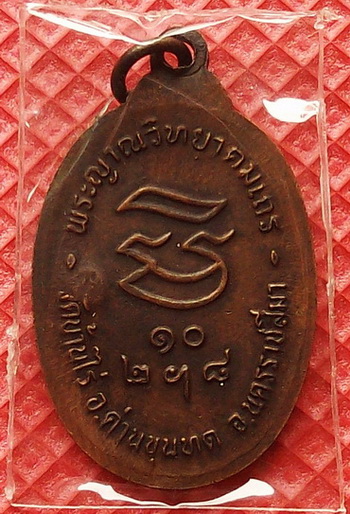 พระญาณวิทยาคมเถร
๑๐
๒๕๑๘
วัดบ้านไร่ อ.ด่านขุนทด จ.นครราชสีมา